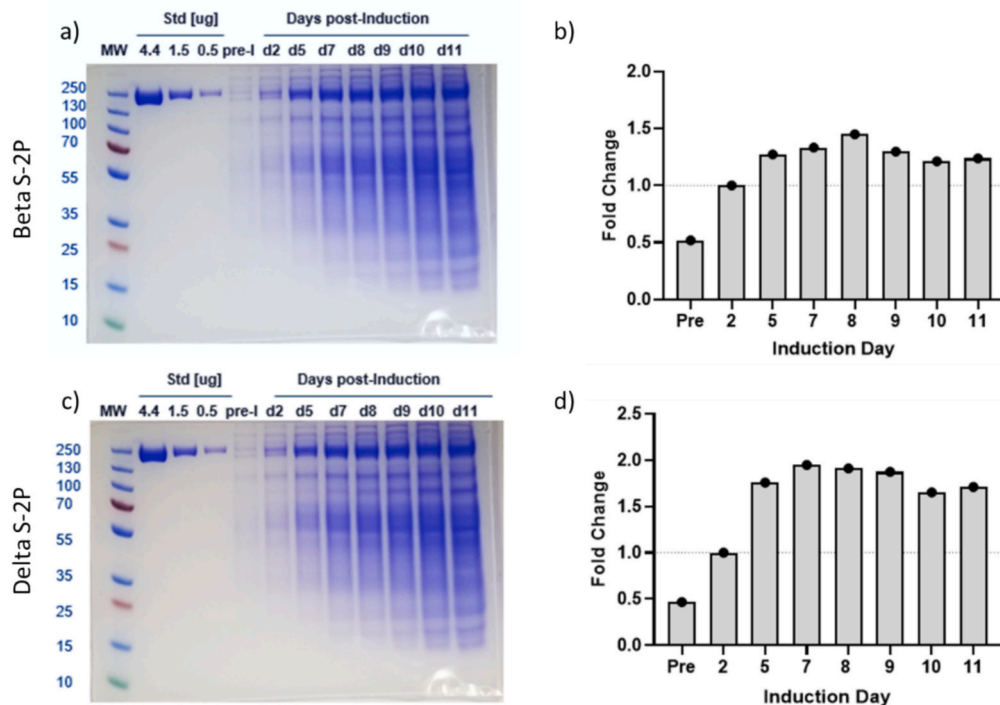 a)
Std [ug]
Days post-Induction
MW 4.4 1.5 0.5 pre-I d2 d5 d7 d8 d9 d10 d11
250
130
100
70
55
35
25
15
10
Beta S-2P
b)
2.0
1.5
1.0
0.5
0.0
Fold Change
Pre 2 5 7 8 9 10 11
Induction Day
c)
Std [ug]
Days post-Induction
MW 4.4 1.5 0.5 pre-I d2 d5 d7 d8 d9 d10 d11
250
130
100
70
55
35
25
15
10
Delta S-2P
d)
2.5
2.0
1.5
1.0
0.5
0.0
Fold Change
Pre 2 5 7 8 9 10 11
Induction Day